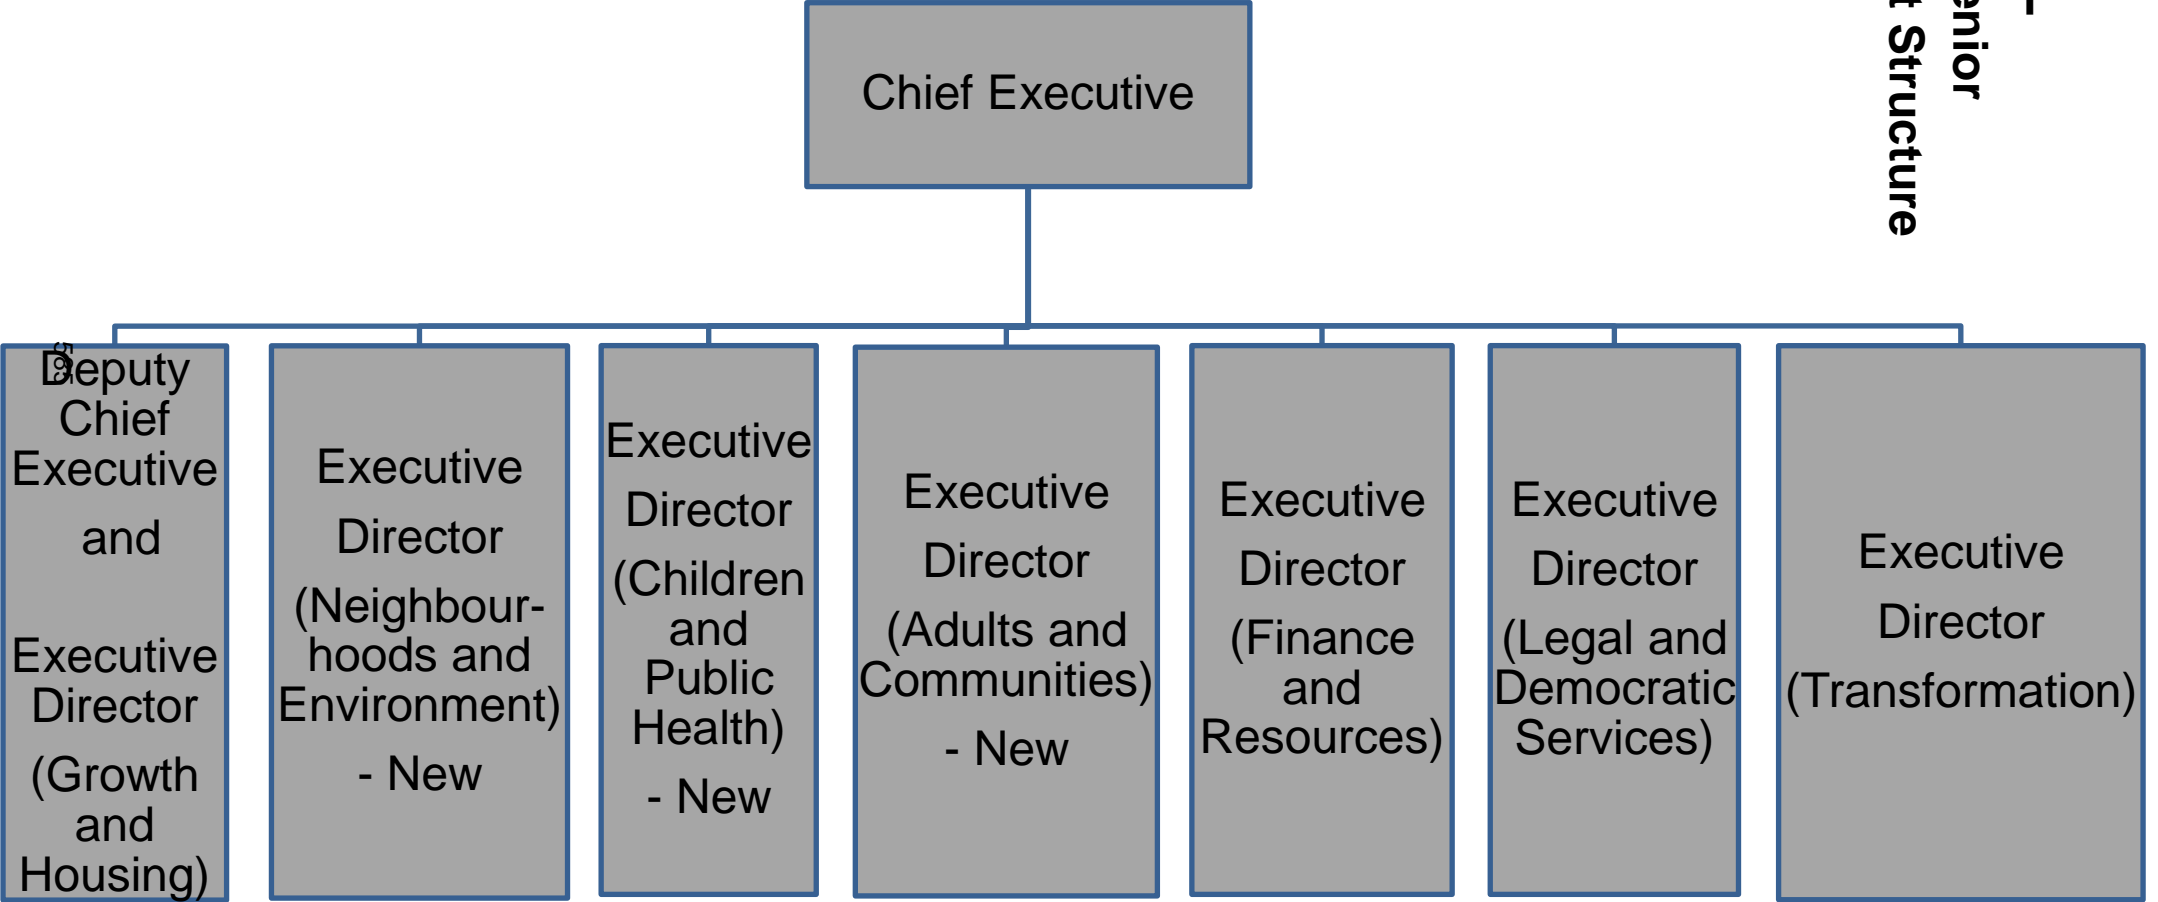 Structure
Chief Executive
Deputy
Chief
Executive
and
Executive
Director
(Growth
and
Housing)
Executive
Director
(Neighbour-
hoods and
Environment)
- New
Executive
Director
(Children
and
Public
Health)
- New
Executive
Director
(Adults and
Communities)
- New
Executive
Director
(Finance
and
Resources)
Executive
Director
(Legal and
Democratic
Services)
Executive
Director
(Transformation)